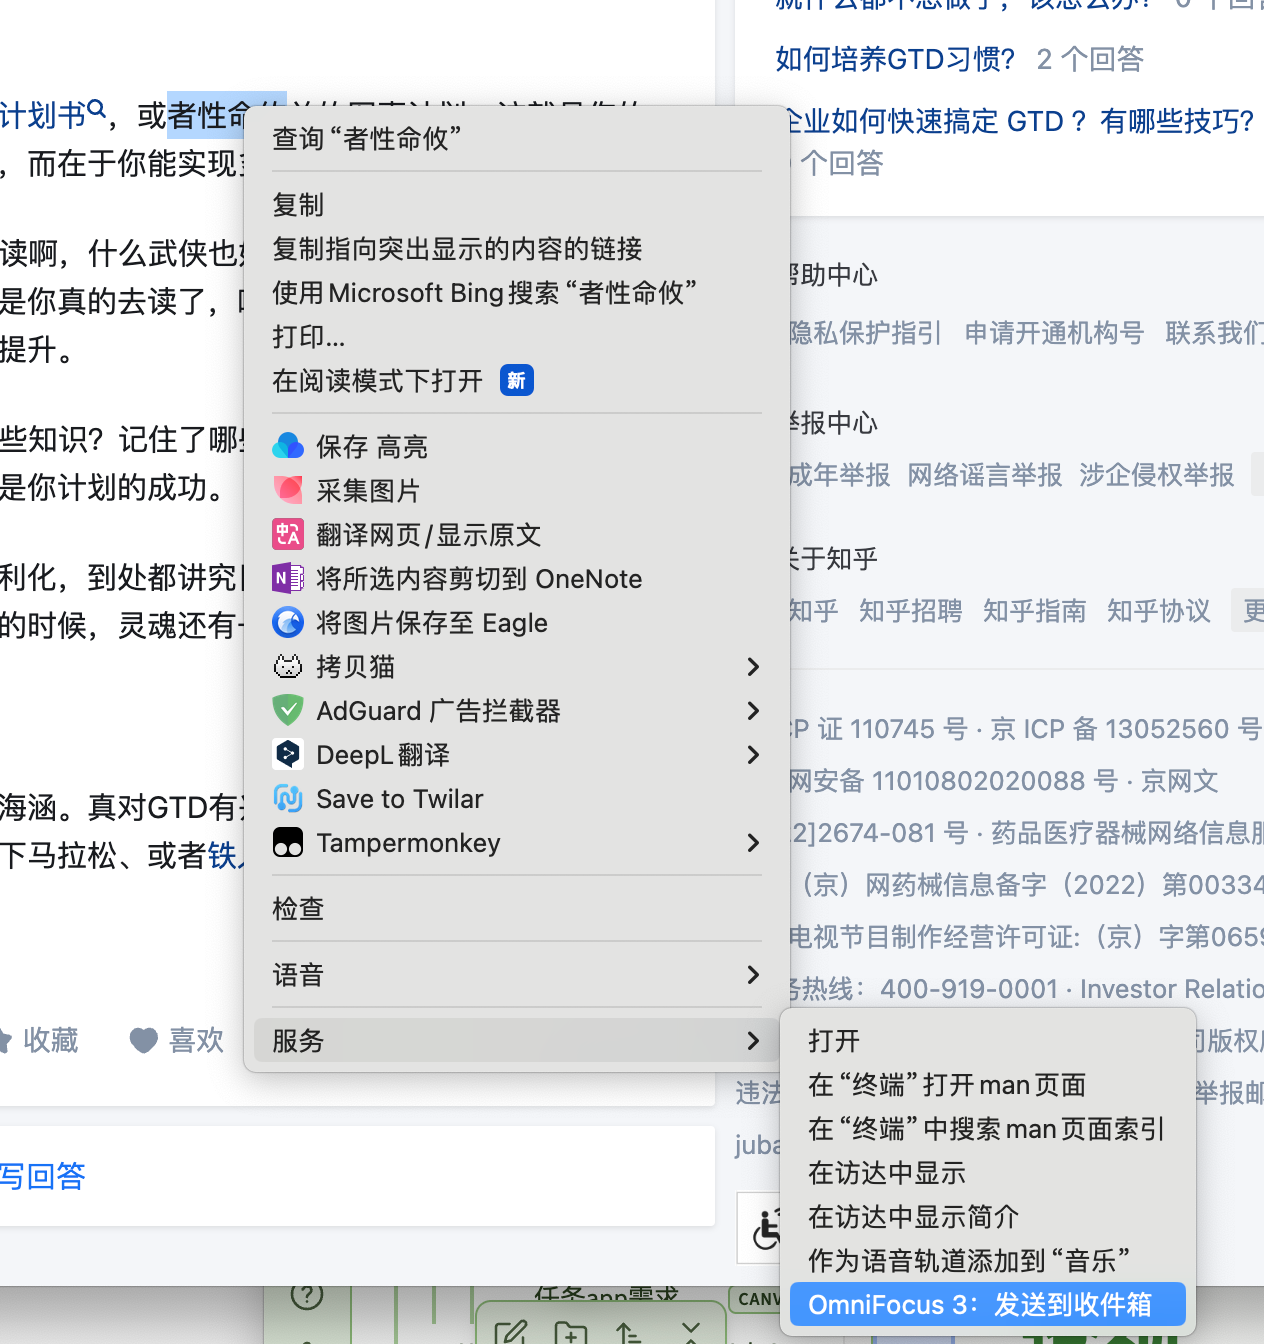 如何培养GTD习惯? 2 个回答
企业如何快速搞定 GTD ？有哪些技巧?
个回答
计划书，或者性命
，而在于你能实现
读啊，什么武侠也
是你真的去读了，
提升。
些知识？记住了哪
是你计划的成功。
利化，到处都讲究
的时候，灵魂还有
海涵。真对GTD有
下马拉松、或者铁
收藏 喜欢
写回答
查询 “者性命攸”
复制
复制指向突出显示的内容的链接
使用 Microsoft Bing 搜索 “者性命攸”
打印...
在阅读模式下打开 新
保存 高亮
采集图片
翻译网页/显示原文
将所选内容剪切到 OneNote
将图片保存至 Eagle
拷贝猫
AdGuard 广告拦截器
DeepL 翻译
Save to Twilar
Tampermonkey
检查
语音
服务
打开
在 “终端” 打开 man 页面
在 “终端” 中搜索 man 页面索引
在访达中显示
在访达中显示简介
作为语音轨道添加到 “音乐”
OmniFocus 3：发送到收件箱
帮助中心
隐私保护指引 申请开通机构号 联系我们
举报中心
成年举报 网络谣言举报 涉企侵权举报
关于知乎
知乎 知乎招聘 知乎指南 知乎协议 更
CP 证 110745 号 · 京 ICP 备 13052560 号
网安备 11010802020088 号 · 京网文
2]2674-081 号 · 药品医疗器械网络信息服
（京）网药械信息备字（2022）第00334
电视节目制作经营许可证:（京）字第0659
务热线：400-919-0001 · Investor Relatio
司版权
违法 举报邮
juba
任务app需求
CANV